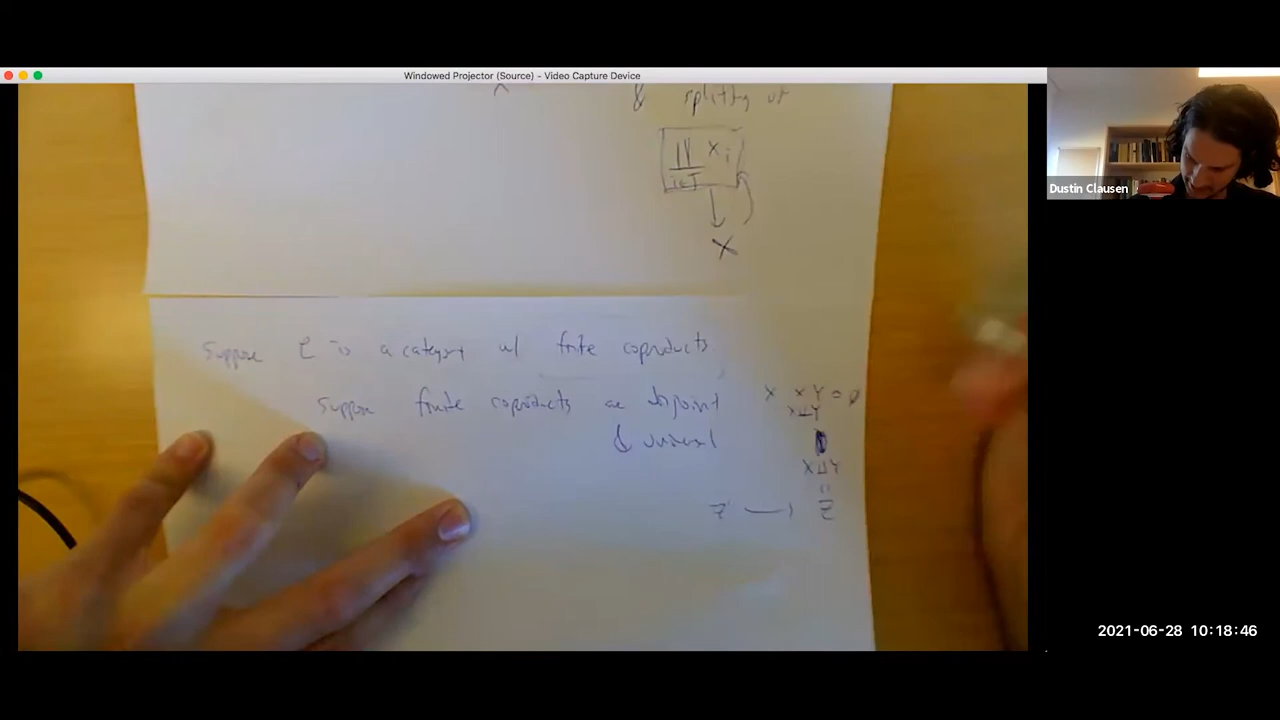 Windowed Projector (Source) – Video Capture Device
Dustin Clausen
& splitting of
∐ X_i
i∈I
↓
X
Suppose C is a category w/ finite coproducts
Suppose finite coproducts are disjoint
& universal
X × Y = ∅
X⊔Y
X⊔Y
=
Z' → Z
2021-06-28 10:18:46